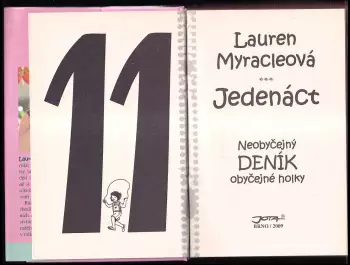 11
Lauren
Myracleová
***
Jedenáct
Neobyčejný
DENÍK
obyčejné holky
JOTA
BRNO / 2009